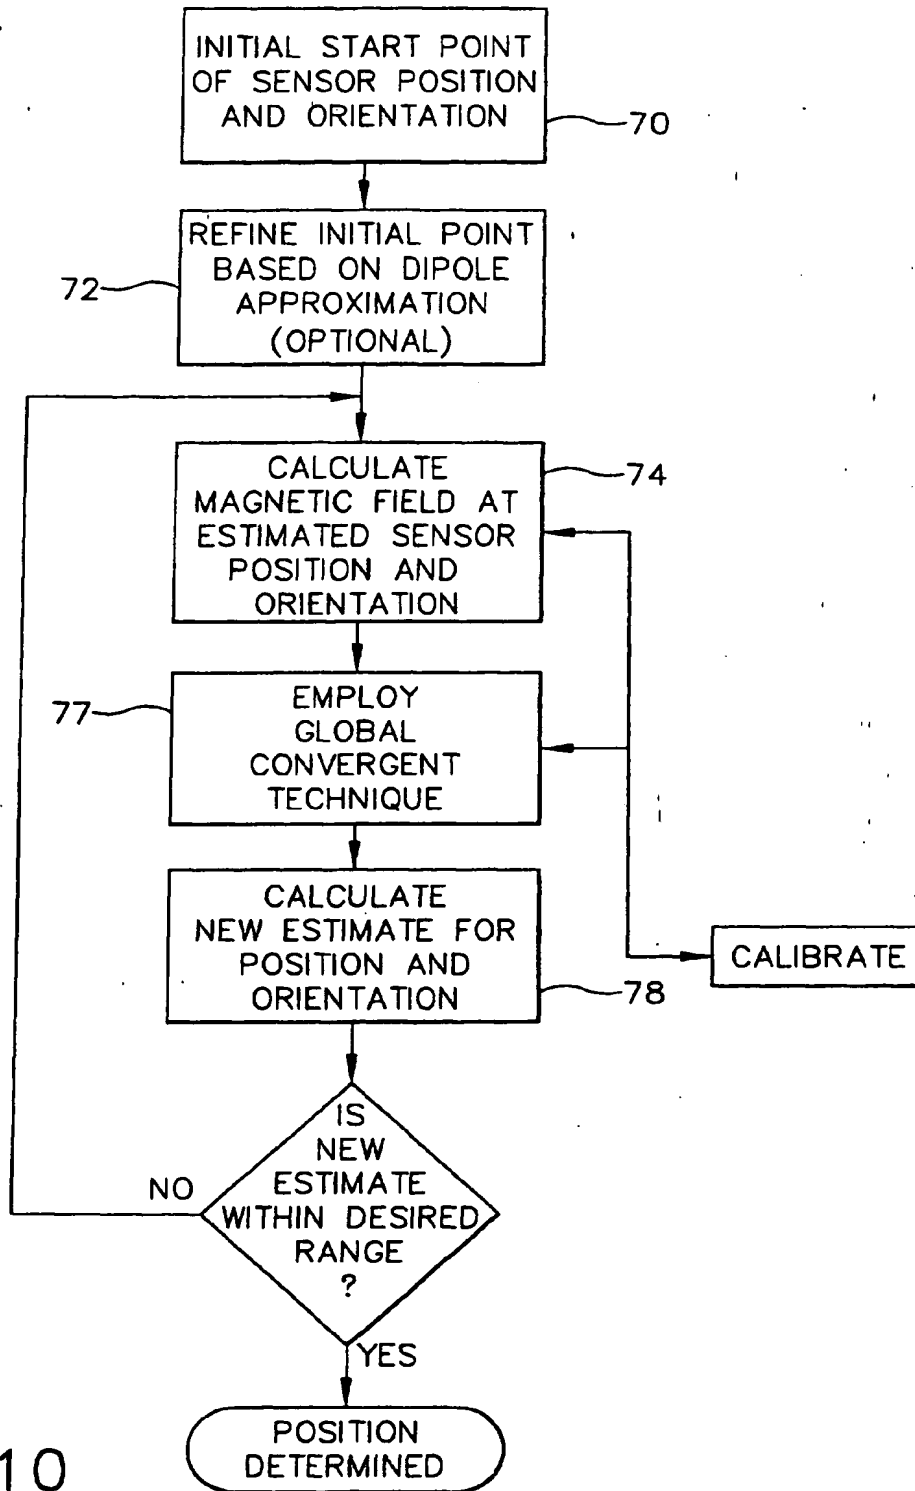 INITIAL START POINT
OF SENSOR POSITION
AND ORIENTATION
70
REFINE INITIAL POINT
BASED ON DIPOLE
APPROXIMATION
(OPTIONAL)
72
CALCULATE
MAGNETIC FIELD AT
ESTIMATED SENSOR
POSITION AND
ORIENTATION
74
EMPLOY
GLOBAL
CONVERGENT
TECHNIQUE
77
CALCULATE
NEW ESTIMATE FOR
POSITION AND
ORIENTATION
78
CALIBRATE
IS
NEW
ESTIMATE
WITHIN DESIRED
RANGE
?
NO
YES
POSITION
DETERMINED
10